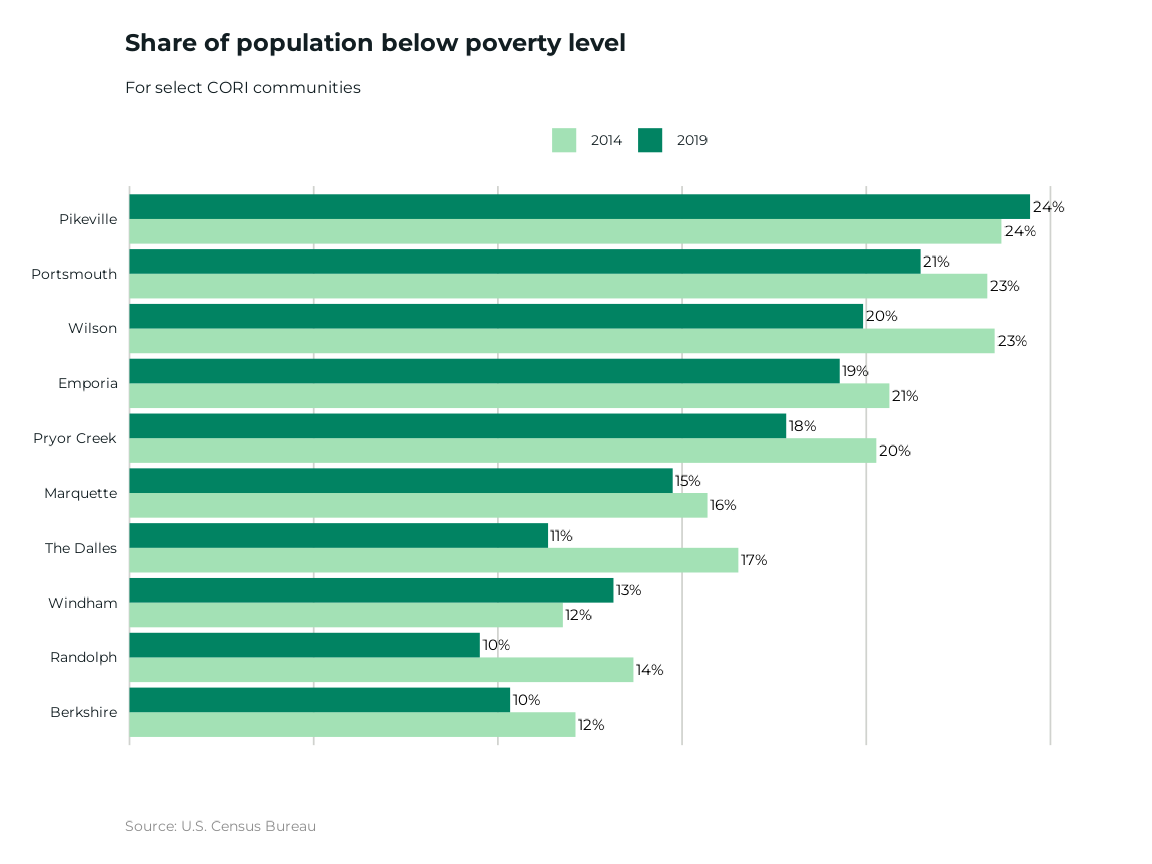 Share of population below poverty level
For select CORI communities
2014 2019
Pikeville 24%
24%
Portsmouth 21%
23%
Wilson 20%
23%
Emporia 19%
21%
Pryor Creek 18%
20%
Marquette 15%
16%
The Dalles 11%
17%
Windham 13%
12%
Randolph 10%
14%
Berkshire 10%
12%
Source: U.S. Census Bureau